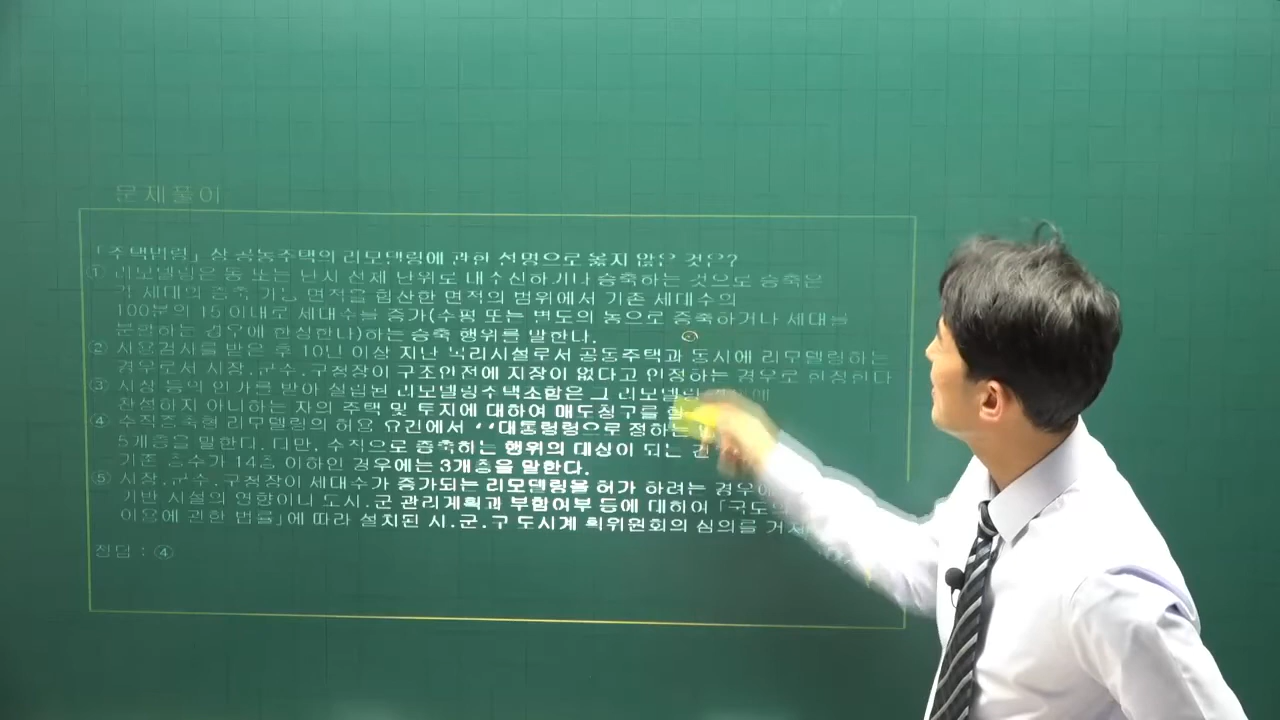 문제풀이
「주택법령」 상 공동주택의 리모델링에 관한 설명으로 옳지 않은 것은?
① 리모델링은 동 또는 단지 전체 단위로 대수선하거나 증축하는 것으로 증축은
각 세대의 증축 가능 면적을 합산한 면적의 범위에서 기존 세대수의
100분의 15 이내로 세대수를 증가(수평 또는 별도의 동으로 증축하거나 세대를
분할하는 경우에 한정한다)하는 증축 행위를 말한다.
② 사용검사를 받은 후 10년 이상 지난 복리시설로서 공동주택과 동시에 리모델링하는
경우로서 시장.군수.구청장이 구조안전에 지장이 없다고 인정하는 경우로 한정한다
③ 시장 등의 인가를 받아 설립된 리모델링주택조합은 그 리모델링
찬성하지 아니하는 자의 주택 및 토지에 대하여 매도청구를 할
④ 수직증축형 리모델링의 허용 요건에서 "대통령령으로 정하는
5개층을 말한다. 다만, 수직으로 증축하는 행위의 대상이 되는 건
기존 층수가 14층 이하인 경우에는 3개층을 말한다.
⑤ 시장.군수.구청장이 세대수가 증가되는 리모델링을 허가 하려는 경우에
기반 시설의 영향이나 도시.군 관리계획과 부합여부 등에 대하여 「국토의
이용에 관한 법률」에 따라 설치된 시.군.구 도시계획위원회의 심의를 거쳐
정답 : ④